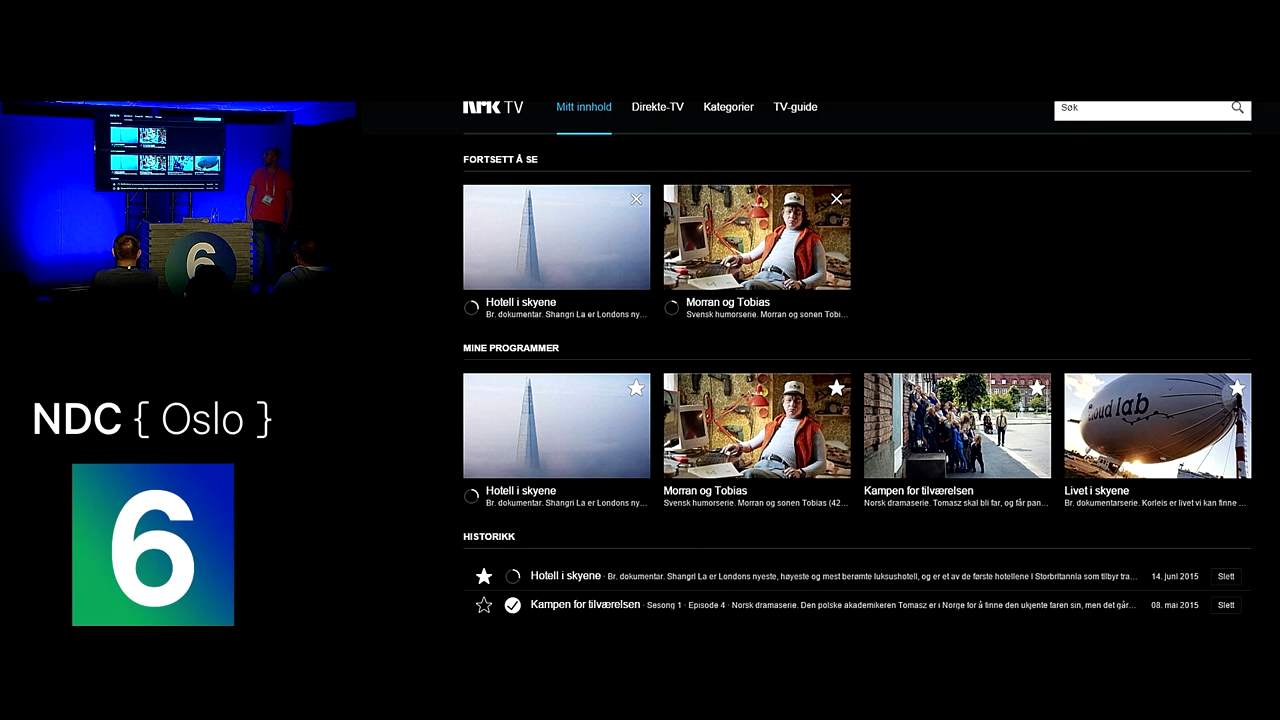 NRK TV
Mitt innhold
Direkte-TV
Kategorier
TV-guide
Søk
FORTSETT Å SE
Hotell i skyene
Br. dokumentar. Shangri La er Londons ny…
Morran og Tobias
Svensk humorserie. Morran og sonen Tobi…
MINE PROGRAMMER
cloud lab
Hotell i skyene
Br. dokumentar. Shangri La er Londons ny…
Morran og Tobias
Svensk humorserie. Morran og sonen Tobias (42…
Kampen for tilværelsen
Norsk dramaserie. Tomasz skal bli far, og får pan…
Livet i skyene
Br. dokumentarserie. Korleis er livet vi kan finne …
HISTORIKK
Hotell i skyene · Br. dokumentar. Shangri La er Londons nyeste, høyeste og mest berømte luksushotell, og er et av de første hotellene i Storbritannia som tilbyr tra… 14. juni 2015 Slett
Kampen for tilværelsen · Sesong 1 · Episode 4 · Norsk dramaserie. Den polske akademikeren Tomasz er i Norge for å finne den ukjente faren sin, men det går… 08. mai 2015 Slett
6
NDC { Oslo }
6